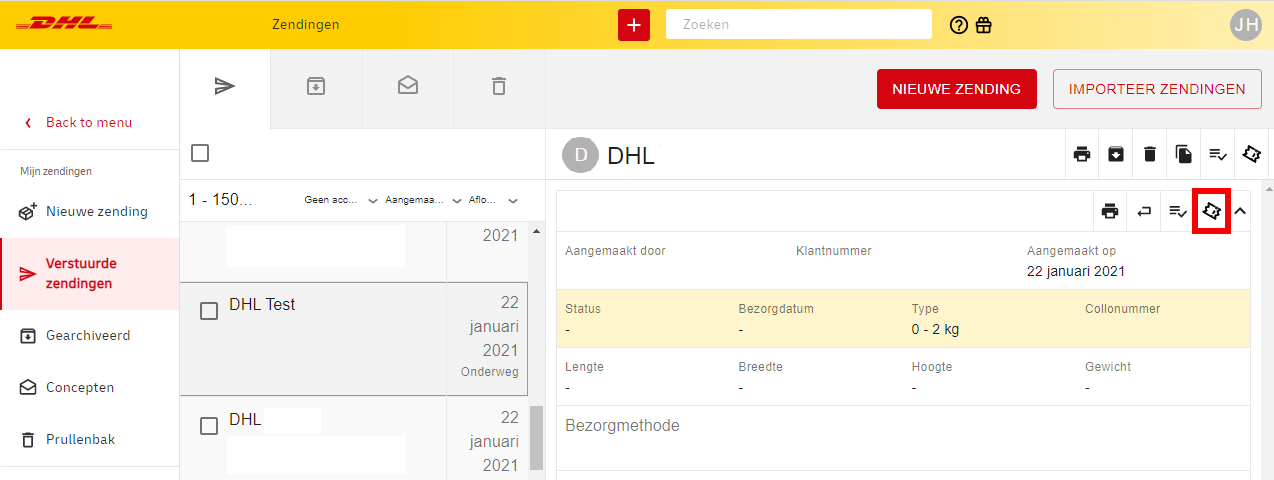 DHL
Zendingen
Zoeken
JH
Back to menu
Mijn zendingen
Nieuwe zending
Verstuurde
zendingen
Gearchiveerd
Concepten
Prullenbak
NIEUWE ZENDING
IMPORTEER ZENDINGEN
1 - 150...
Geen acc...
Aangemaa...
Aflo...
2021
DHL Test
22
januari
2021
Onderweg
DHL
22
januari
2021
D
DHL
Aangemaakt door
Klantnummer
Aangemaakt op
22 januari 2021
Status
Bezorgdatum
Type
Collonummer
-
-
0 - 2 kg
Lengte
Breedte
Hoogte
Gewicht
-
-
-
-
Bezorgmethode